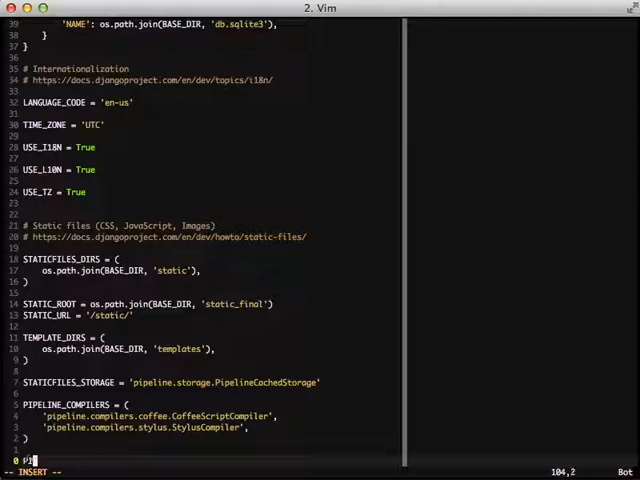 2. Vim
39 'NAME': os.path.join(BASE_DIR, 'db.sqlite3'),
38 }
37 }
36
35 # Internationalization
34 # https://docs.djangoproject.com/en/dev/topics/i18n/
33
32 LANGUAGE_CODE = 'en-us'
31
30 TIME_ZONE = 'UTC'
29
28 USE_I18N = True
27
26 USE_L10N = True
25
24 USE_TZ = True
23
22
21 # Static files (CSS, JavaScript, Images)
20 # https://docs.djangoproject.com/en/dev/howto/static-files/
19
18 STATICFILES_DIRS = (
17 os.path.join(BASE_DIR, 'static'),
16 )
15
14 STATIC_ROOT = os.path.join(BASE_DIR, 'static_final')
13 STATIC_URL = '/static/'
12
11 TEMPLATE_DIRS = (
10 os.path.join(BASE_DIR, 'templates'),
9 )
8
7 STATICFILES_STORAGE = 'pipeline.storage.PipelineCachedStorage'
6
5 PIPELINE_COMPILERS = (
4 'pipeline.compilers.coffee.CoffeeScriptCompiler',
3 'pipeline.compilers.stylus.StylusCompiler',
2 )
1
0 PI
-- INSERT -- 104,2 Bot